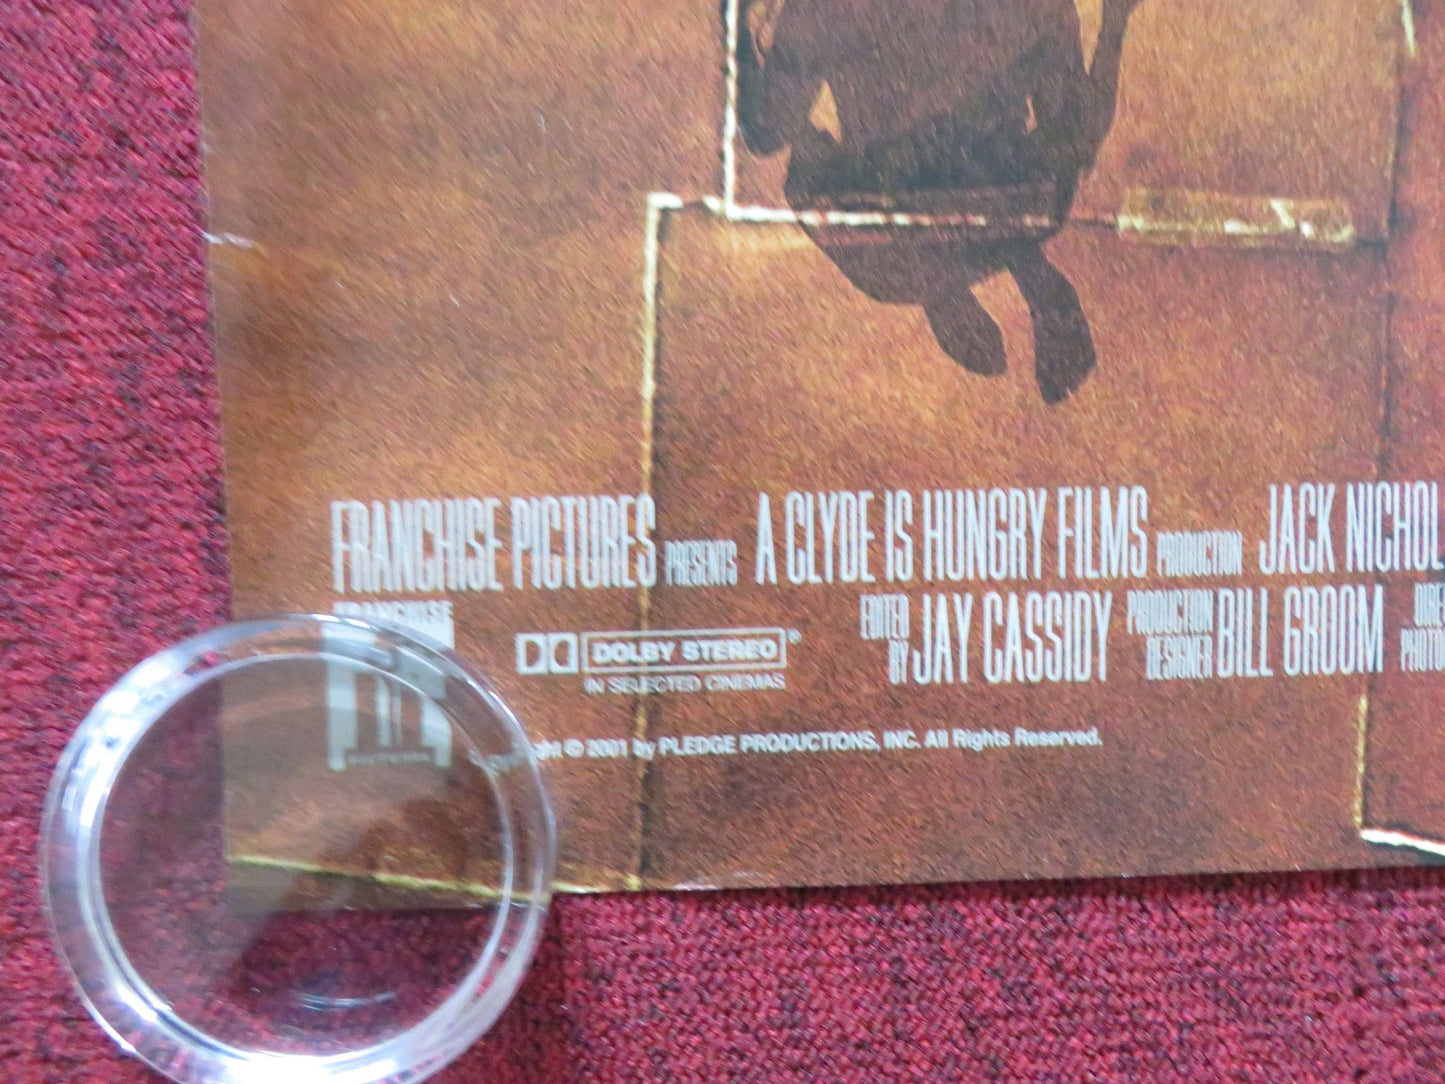 FRANCHISE PICTURES PRESENTS A CLYDE IS HUNGRY FILMS PRODUCTION JACK NICHOL
EDITED BY JAY CASSIDY PRODUCTION DESIGNER BILL GROOM
FRANCHISE
DOLBY STEREO
IN SELECTED CINEMAS
© 2001 by PLEDGE PRODUCTIONS, INC. All Rights Reserved.